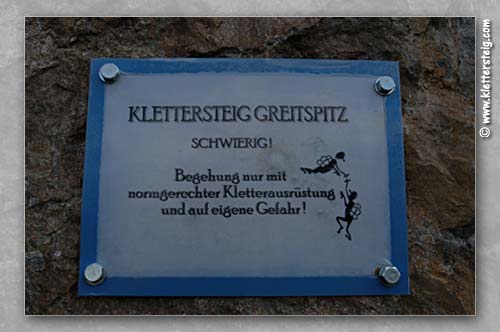 KLETTERSTEIG GREITSPITZ
SCHWIERIG!
Begehung nur mit
normgerechter Kletterausrüstung
und auf eigene Gefahr!
© www.klettersteig.com